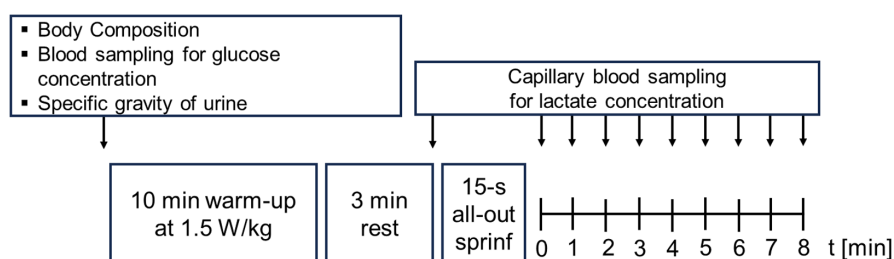 ▪ Body Composition
▪ Blood sampling for glucose
concentration
▪ Specific gravity of urine
Capillary blood sampling
for lactate concentration
10 min warm-up
at 1.5 W/kg
3 min
rest
15-s
all-out
sprinf
0 1 2 3 4 5 6 7 8 t [min]